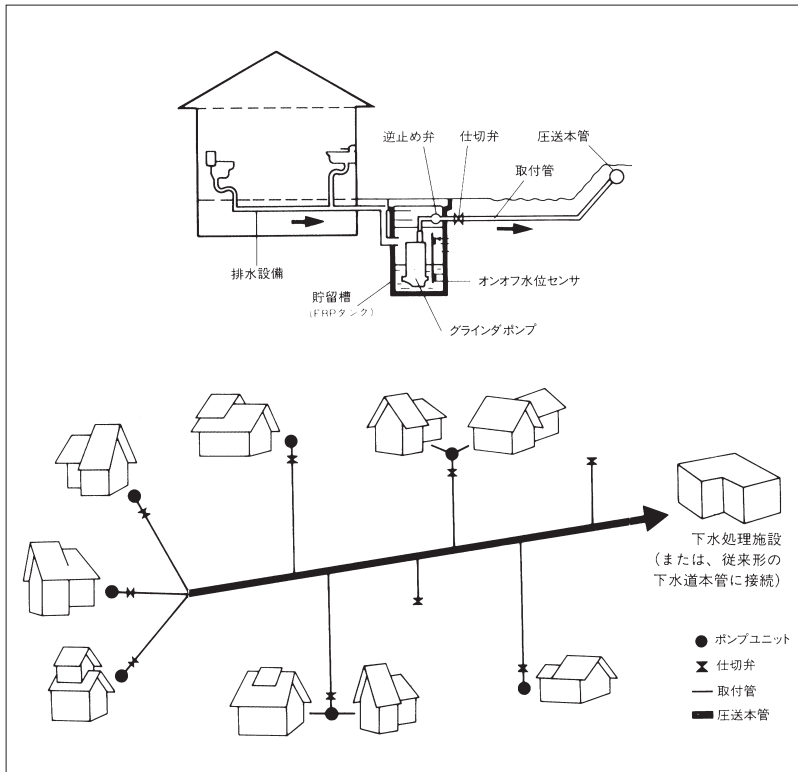 逆止め弁
仕切弁
圧送本管
取付管
排水設備
貯留槽
(FRPタンク)
オンオフ水位センサ
グラインダポンプ
下水処理施設
(または、従来形の
下水道本管に接続)
ポンプユニット
仕切弁
取付管
圧送本管